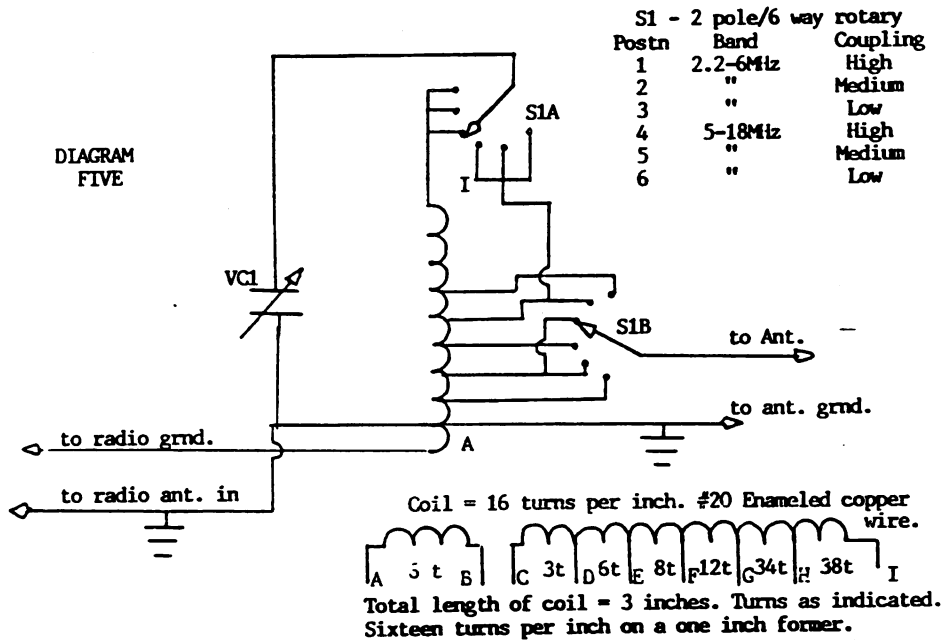 S1 - 2 pole/6 way rotary
Postn Band Coupling
1 2.2-6MHz High
2 " Medium
3 " Low
4 5-18MHz High
5 " Medium
6 " Low
S1A
DIAGRAM
FIVE
I
VC1
S1B
to Ant.
to ant. grnd.
to radio grnd.
A
to radio ant. in
Coil = 16 turns per inch. #20 Enameled copper
wire.
A 5 t B C 3t D 6t E 8t F 12t G 34t H 38t I
Total length of coil = 3 inches. Turns as indicated.
Sixteen turns per inch on a one inch former.